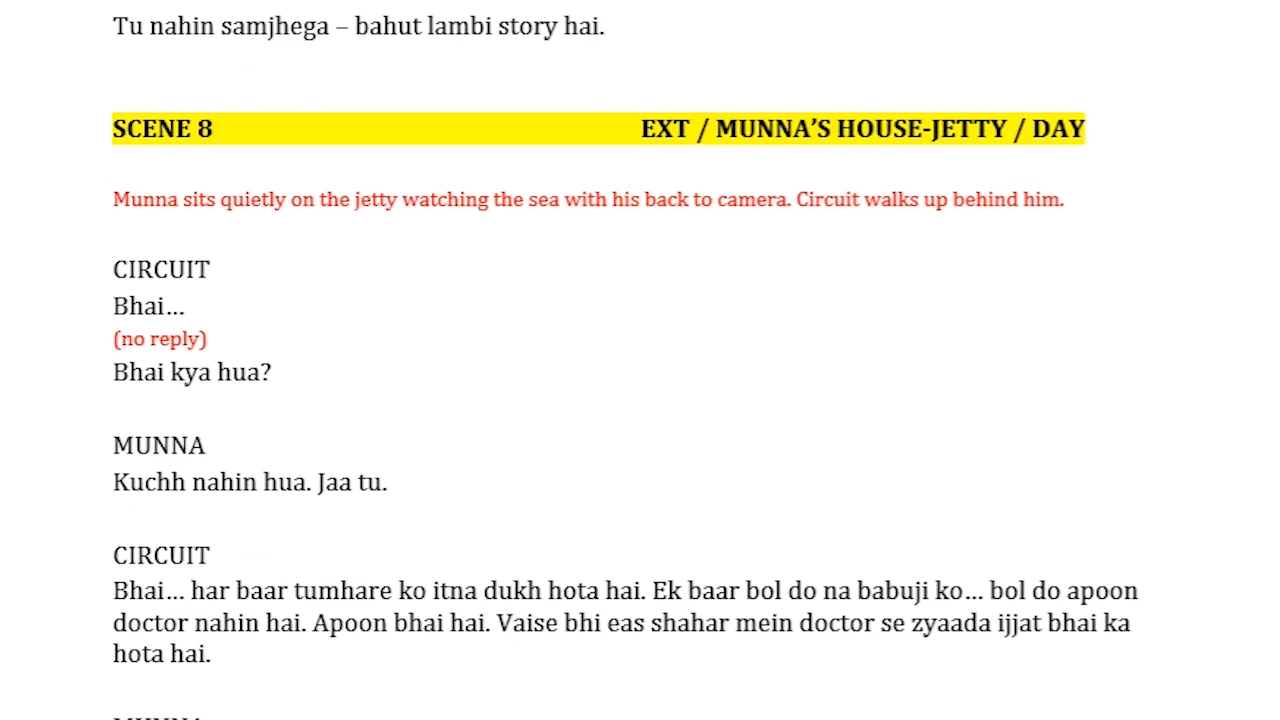 Tu nahin samjhega – bahut lambi story hai.
SCENE 8 EXT / MUNNA’S HOUSE-JETTY / DAY
Munna sits quietly on the jetty watching the sea with his back to camera. Circuit walks up behind him.
CIRCUIT
Bhai…
(no reply)
Bhai kya hua?
MUNNA
Kuchh nahin hua. Jaa tu.
CIRCUIT
Bhai… har baar tumhare ko itna dukh hota hai. Ek baar bol do na babuji ko… bol do apoon
doctor nahin hai. Apoon bhai hai. Vaise bhi eas shahar mein doctor se zyaada ijjat bhai ka
hota hai.
MUNNA